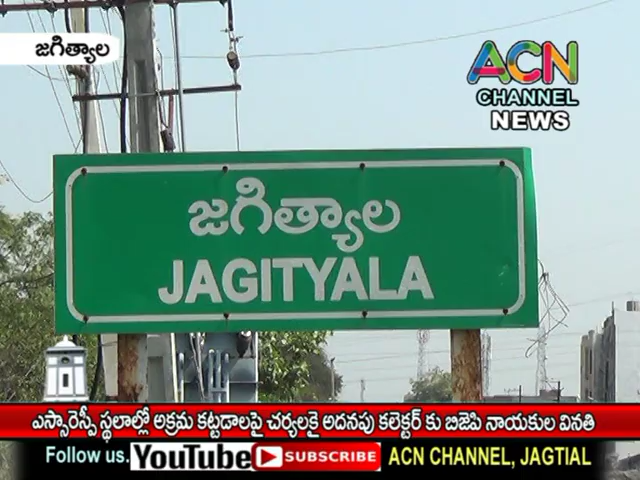 జగిత్యాల
ACN
CHANNEL
NEWS
జగిత్యాల
JAGITYALA
ఎస్సారెస్పీ స్థలాల్లో అక్రమ కట్టడాలపై చర్యలకై అదనపు కలెక్టర్ కు బిజెపి నాయకుల వినతి
Follow us. YouTube SUBSCRIBE ACN CHANNEL, JAGTIAL